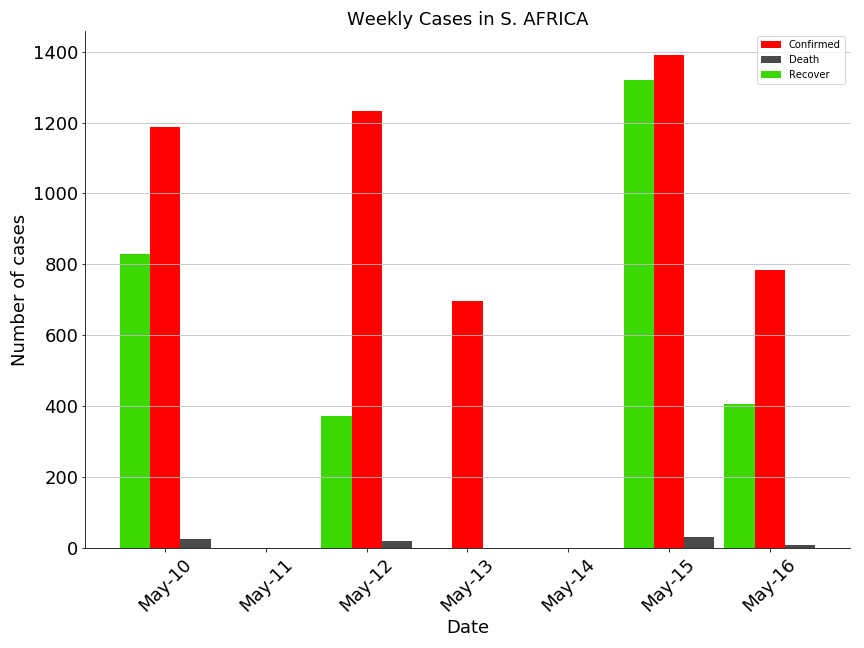 Weekly Cases in S. AFRICA
Confirmed
Death
Recover
Number of cases
1400
1200
1000
800
600
400
200
0
May-10
May-11
May-12
May-13
May-14
May-15
May-16
Date